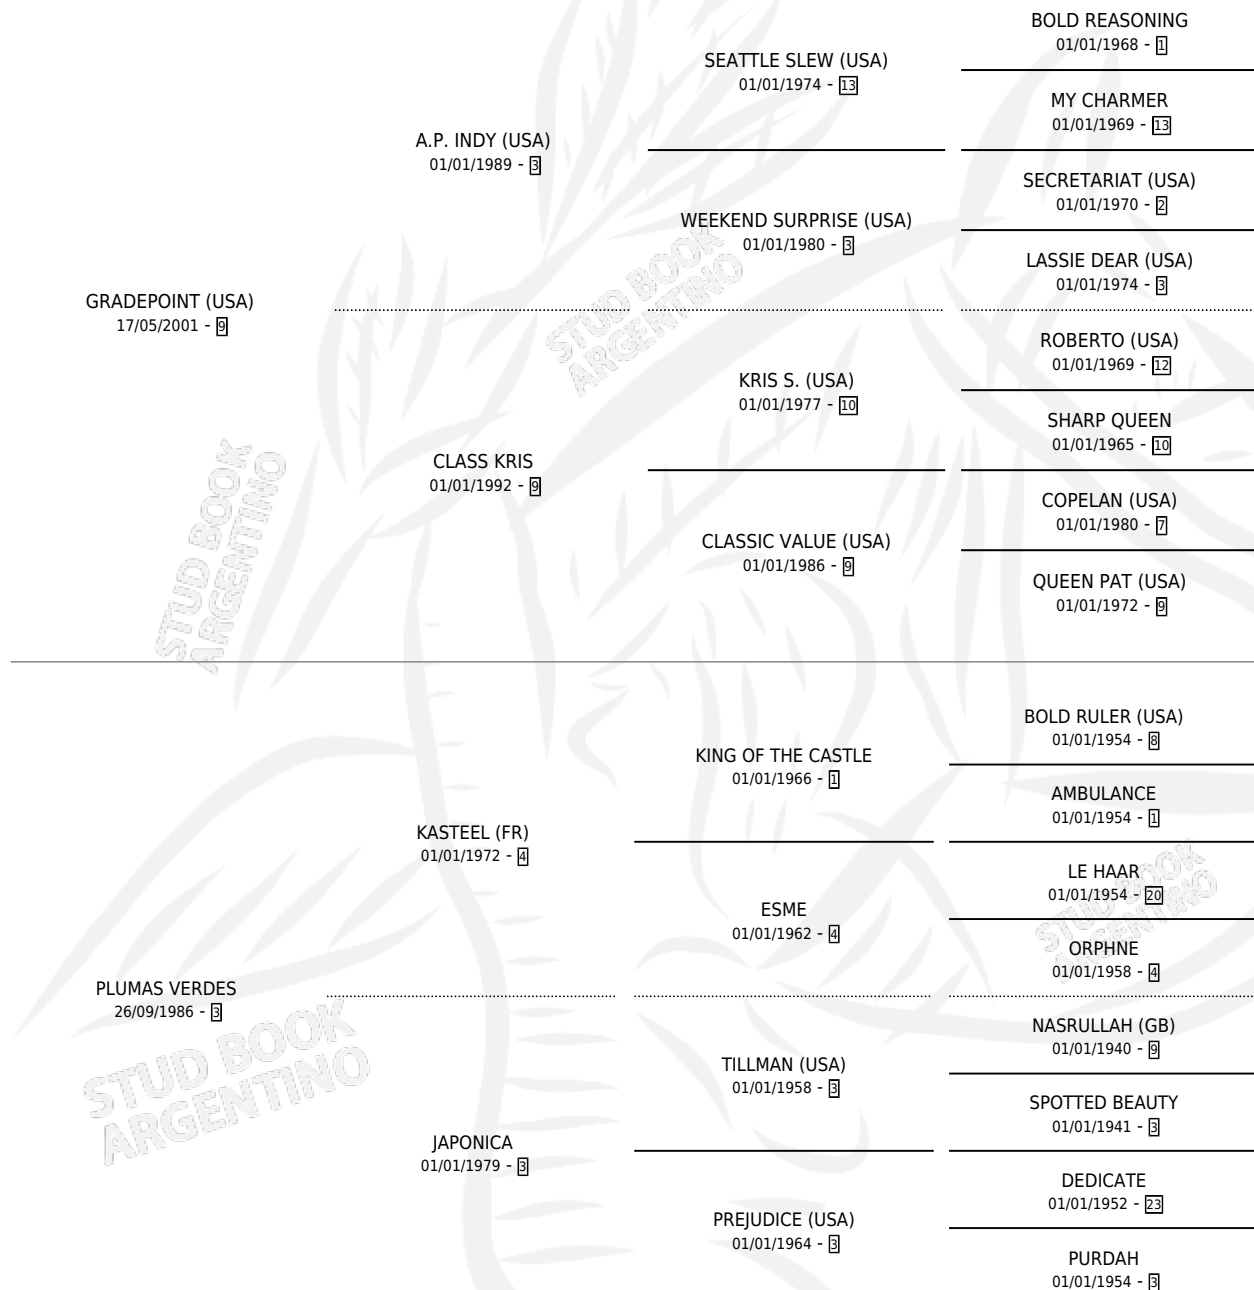 BOLD REASONING
01/01/1968 - 1
SEATTLE SLEW (USA)
01/01/1974 - 13
MY CHARMER
01/01/1969 - 13
A.P. INDY (USA)
01/01/1989 - 3
SECRETARIAT (USA)
01/01/1970 - 2
WEEKEND SURPRISE (USA)
01/01/1980 - 3
LASSIE DEAR (USA)
01/01/1974 - 3
STUD BOOK
ARGENTINO
GRADEPOINT (USA)
17/05/2001 - 9
ROBERTO (USA)
01/01/1969 - 12
KRIS S. (USA)
01/01/1977 - 10
SHARP QUEEN
01/01/1965 - 10
CLASS KRIS
01/01/1992 - 9
COPELAN (USA)
01/01/1980 - 7
CLASSIC VALUE (USA)
01/01/1986 - 9
QUEEN PAT (USA)
01/01/1972 - 9
STUD BOOK
ARGENTINO
BOLD RULER (USA)
01/01/1954 - 8
KING OF THE CASTLE
01/01/1966 - 1
AMBULANCE
01/01/1954 - 1
KASTEEL (FR)
01/01/1972 - 4
LE HAAR
01/01/1954 - 20
ESME
01/01/1962 - 4
ORPHNE
01/01/1958 - 4
STUD BOOK
ARGENTINO
PLUMAS VERDES
26/09/1986 - 3
NASRULLAH (GB)
01/01/1940 - 9
TILLMAN (USA)
01/01/1958 - 3
SPOTTED BEAUTY
01/01/1941 - 3
STUD BOOK
ARGENTINO
JAPONICA
01/01/1979 - 3
DEDICATE
01/01/1952 - 23
PREJUDICE (USA)
01/01/1964 - 3
PURDAH
01/01/1954 - 3